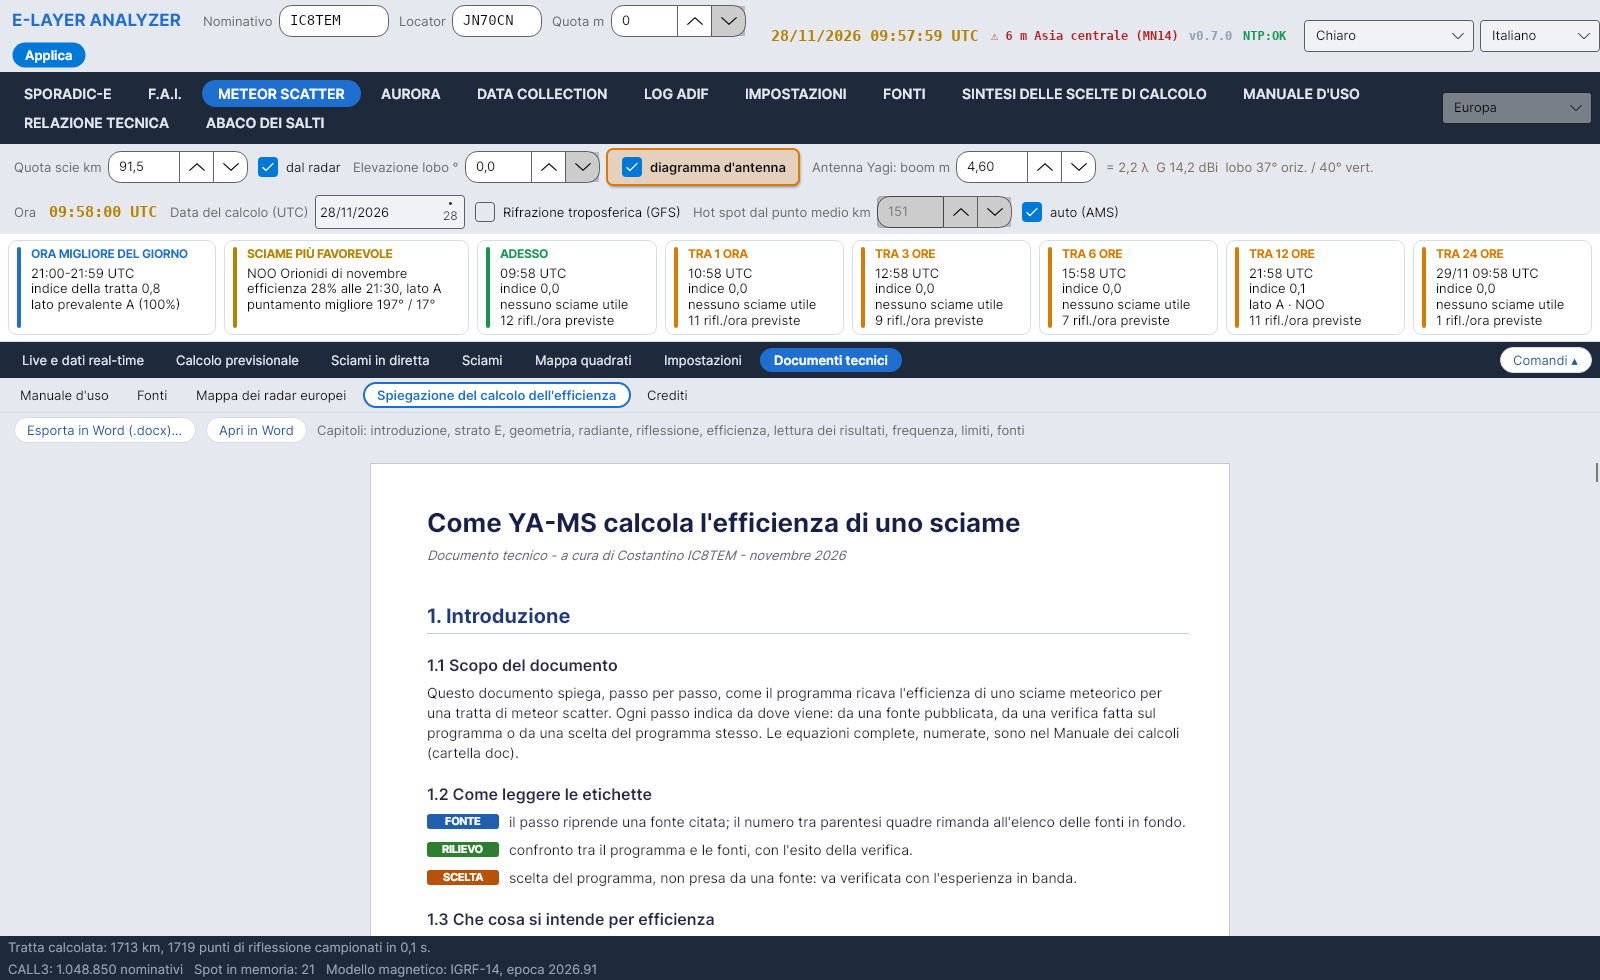 E-LAYER ANALYZER Nominativo IC8TEM Locator JN70CN Quota m 0
28/11/2026 09:57:59 UTC ⚠ 6 m Asia centrale (MN14) v0.7.0 NTP:OK Chiaro Italiano
Applica
SPORADIC-E F.A.I. METEOR SCATTER AURORA DATA COLLECTION LOG ADIF IMPOSTAZIONI FONTI SINTESI DELLE SCELTE DI CALCOLO MANUALE D'USO
RELAZIONE TECNICA ABACO DEI SALTI
Europa
Quota scie km 91,5 dal radar Elevazione lobo ° 0,0 diagramma d'antenna Antenna Yagi: boom m 4,60 = 2,2 λ G 14,2 dBi lobo 37° oriz. / 40° vert.
Ora 09:58:00 UTC Data del calcolo (UTC) 28/11/2026 28 Rifrazione troposferica (GFS) Hot spot dal punto medio km 151 auto (AMS)
ORA MIGLIORE DEL GIORNO
21:00-21:59 UTC
indice della tratta 0,8
lato prevalente A (100%)
SCIAME PIÙ FAVOREVOLE
NOO Orionidi di novembre
efficienza 28% alle 21:30, lato A
puntamento migliore 197° / 17°
ADESSO
09:58 UTC
indice 0,0
nessuno sciame utile
12 rifl./ora previste
TRA 1 ORA
10:58 UTC
indice 0,0
nessuno sciame utile
11 rifl./ora previste
TRA 3 ORE
12:58 UTC
indice 0,0
nessuno sciame utile
9 rifl./ora previste
TRA 6 ORE
15:58 UTC
indice 0,0
nessuno sciame utile
7 rifl./ora previste
TRA 12 ORE
21:58 UTC
indice 0,1
lato A · NOO
11 rifl./ora previste
TRA 24 ORE
29/11 09:58 UTC
indice 0,0
nessuno sciame utile
1 rifl./ora previste
Live e dati real-time Calcolo previsionale Sciami in diretta Sciami Mappa quadrati Impostazioni Documenti tecnici Comandi ▴
Manuale d'uso Fonti Mappa dei radar europei Spiegazione del calcolo dell'efficienza Crediti
Esporta in Word (.docx)... Apri in Word Capitoli: introduzione, strato E, geometria, radiante, riflessione, efficienza, lettura dei risultati, frequenza, limiti, fonti
Come YA-MS calcola l'efficienza di uno sciame
Documento tecnico - a cura di Costantino IC8TEM - novembre 2026
1. Introduzione
1.1 Scopo del documento
Questo documento spiega, passo per passo, come il programma ricava l'efficienza di uno sciame meteorico per
una tratta di meteor scatter. Ogni passo indica da dove viene: da una fonte pubblicata, da una verifica fatta sul
programma o da una scelta del programma stesso. Le equazioni complete, numerate, sono nel Manuale dei calcoli
(cartella doc).
1.2 Come leggere le etichette
FONTE il passo riprende una fonte citata; il numero tra parentesi quadre rimanda all'elenco delle fonti in fondo.
RILIEVO confronto tra il programma e le fonti, con l'esito della verifica.
SCELTA scelta del programma, non presa da una fonte: va verificata con l'esperienza in banda.
1.3 Che cosa si intende per efficienza
Tratta calcolata: 1713 km, 1719 punti di riflessione campionati in 0,1 s.
CALL3: 1.048.850 nominativi Spot in memoria: 21 Modello magnetico: IGRF-14, epoca 2026.91